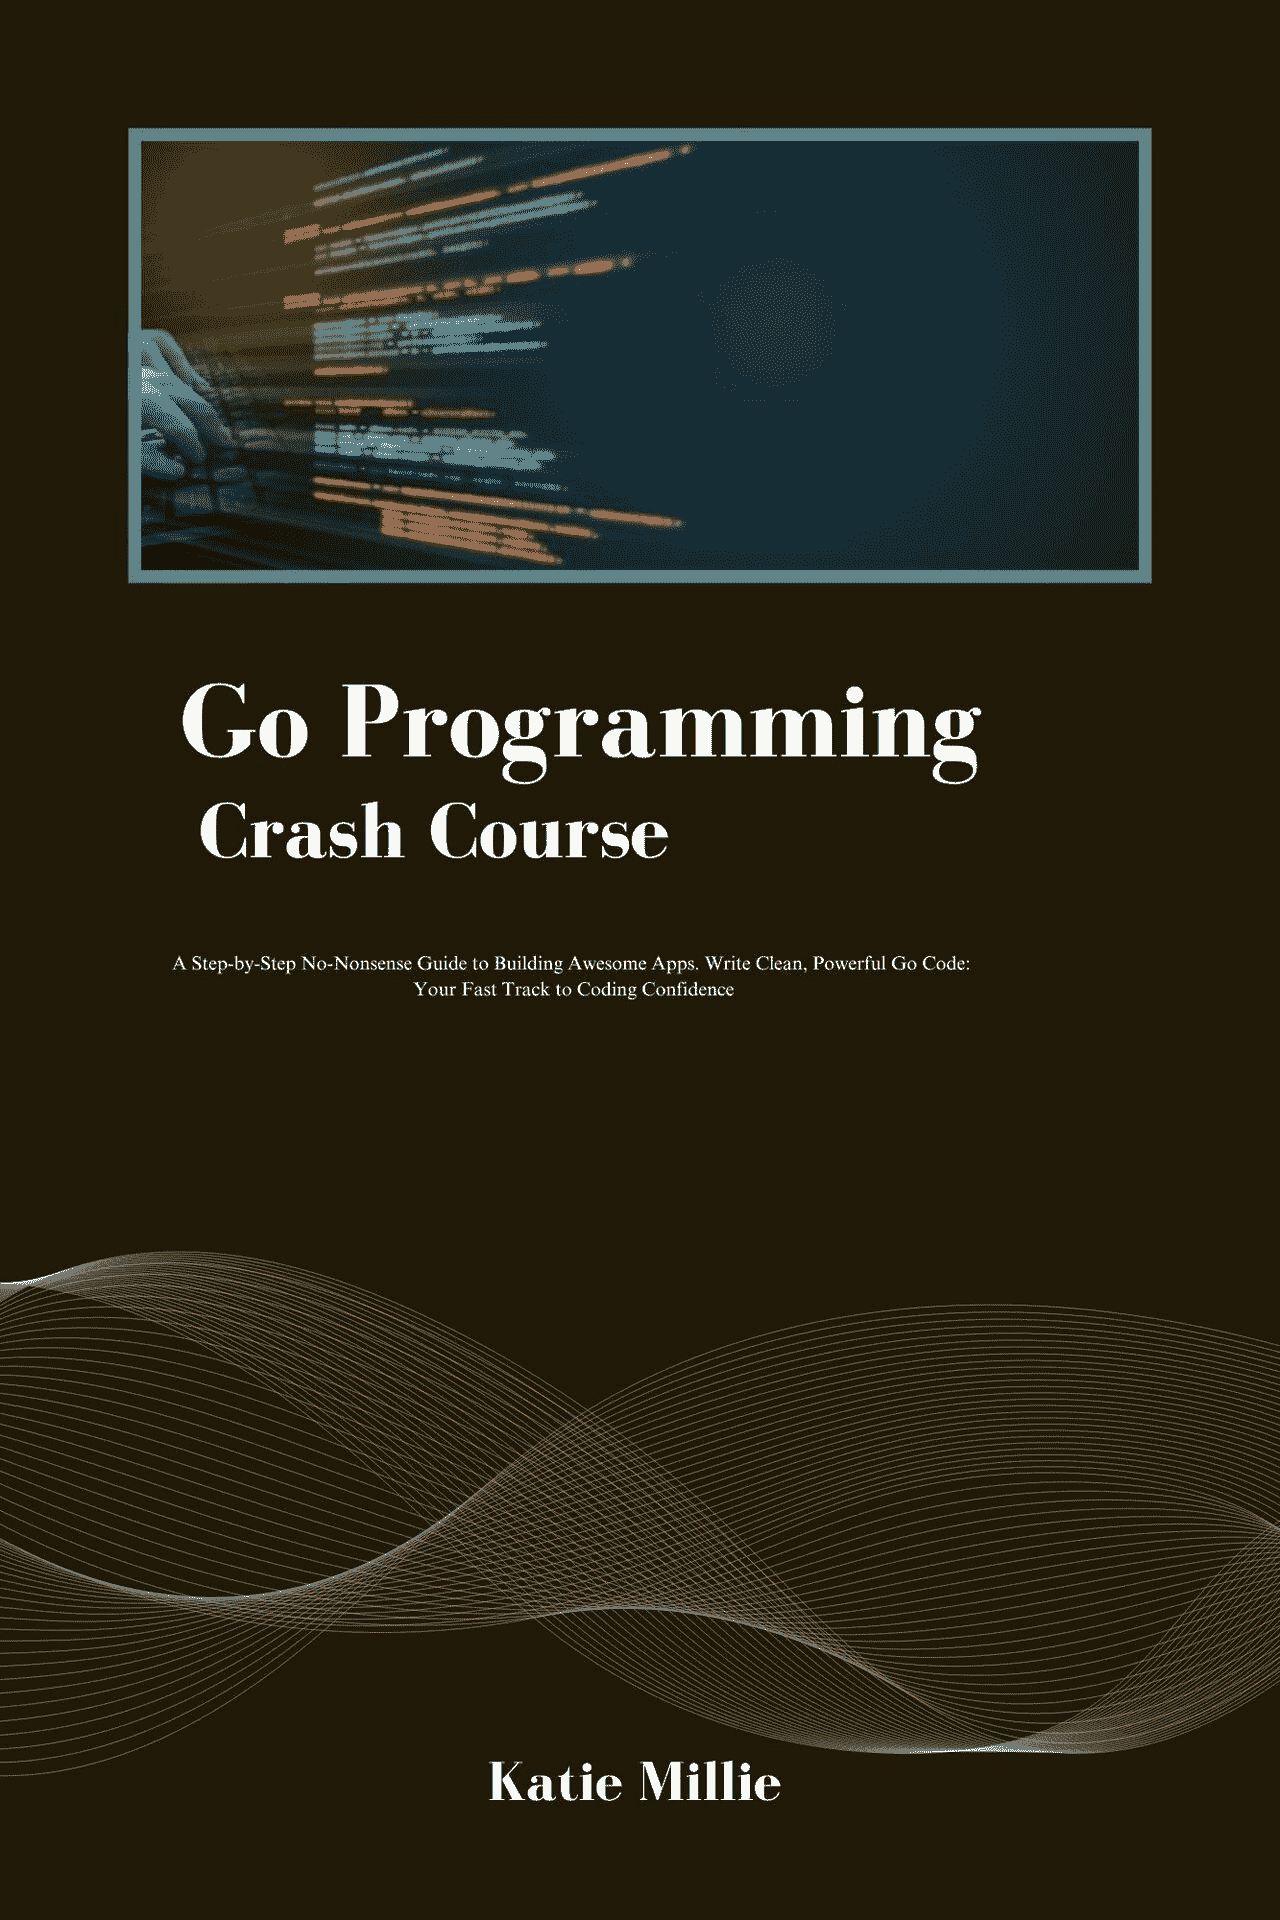 Go Programming
Crash Course
A Step-by-Step No-Nonsense Guide to Building Awesome Apps. Write Clean, Powerful Go Code:
Your Fast Track to Coding Confidence
Katie Millie